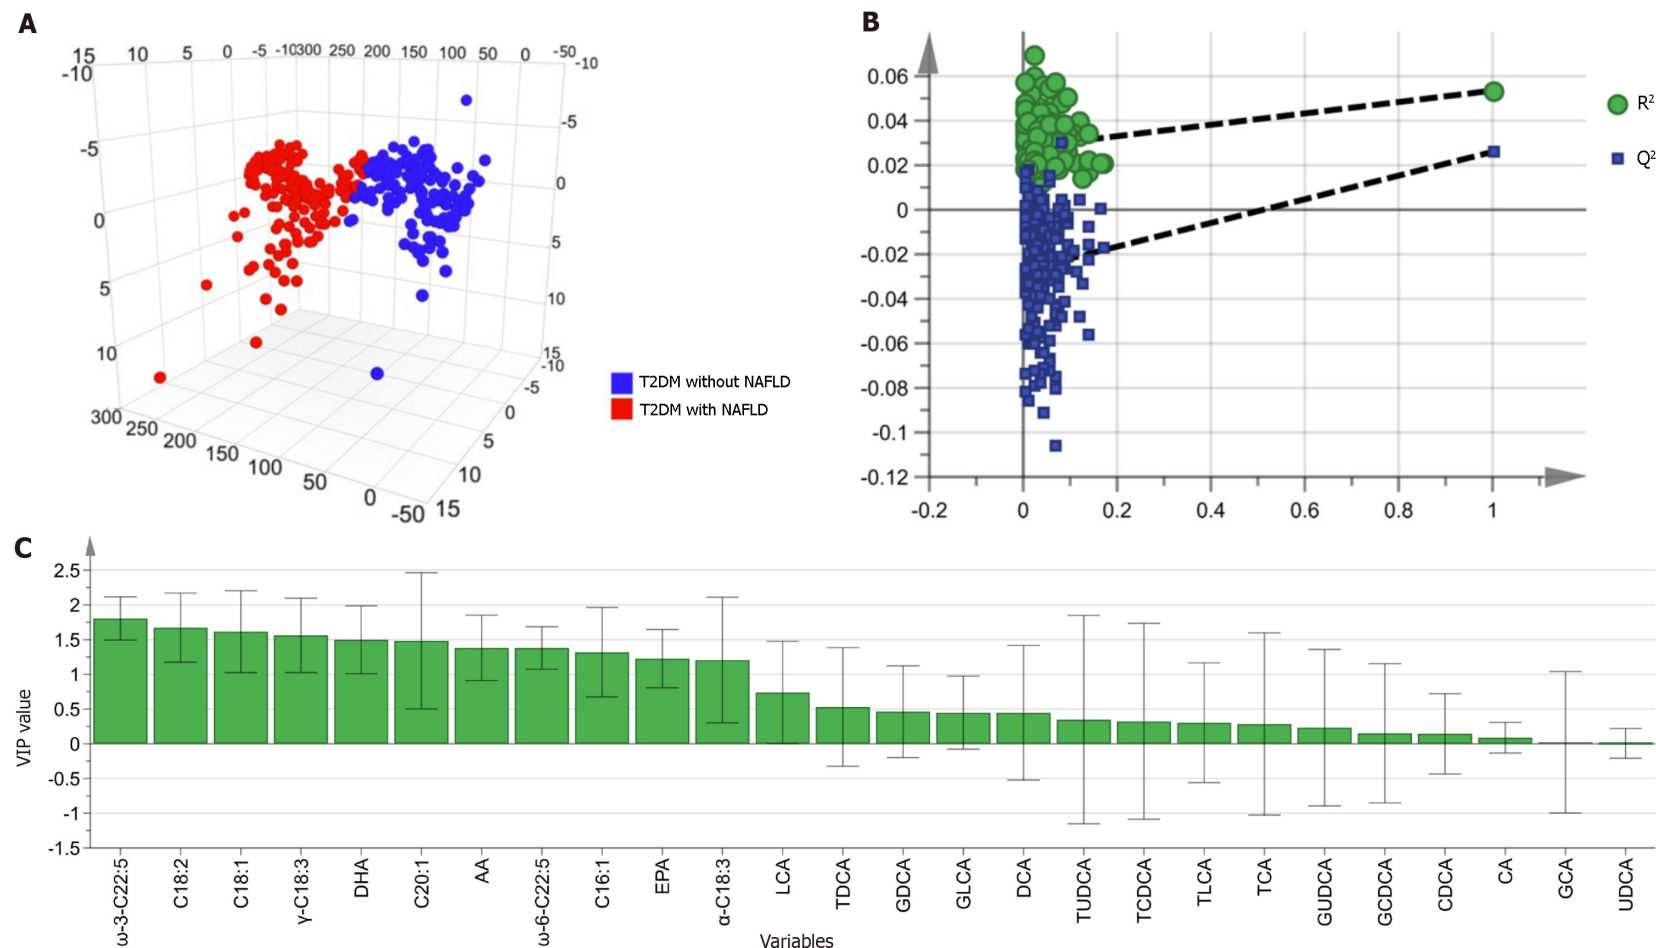 A
15 10 5 0 -5 -10300 250 200 150 100 50 0 -50
-10 -10
-5 -5
0 0
5 5
10 10
15
-10
-5
0
5
10
15
300 250 200 150 100 50 0 -50
T2DM without NAFLD
T2DM with NAFLD
B
0.06
0.04
0.02
0
-0.02
-0.04
-0.06
-0.08
-0.1
-0.12
-0.2 0 0.2 0.4 0.6 0.8 1
R²
Q²
C
VIP value
2.5
2
1.5
1
0.5
0
-0.5
-1
-1.5
ω-3-C22:5
C18:2
C18:1
γ-C18:3
DHA
C20:11
AA
ω-6-C22:5
C16:11
EPA
α-C18:3
LCA
TDCA
GDCA
GLCA
DCA
TUDCA
TCDCA
TLCA
TCA
GUDCA
GCDCA
CDCA
CA
GCA
UDCA
Variables